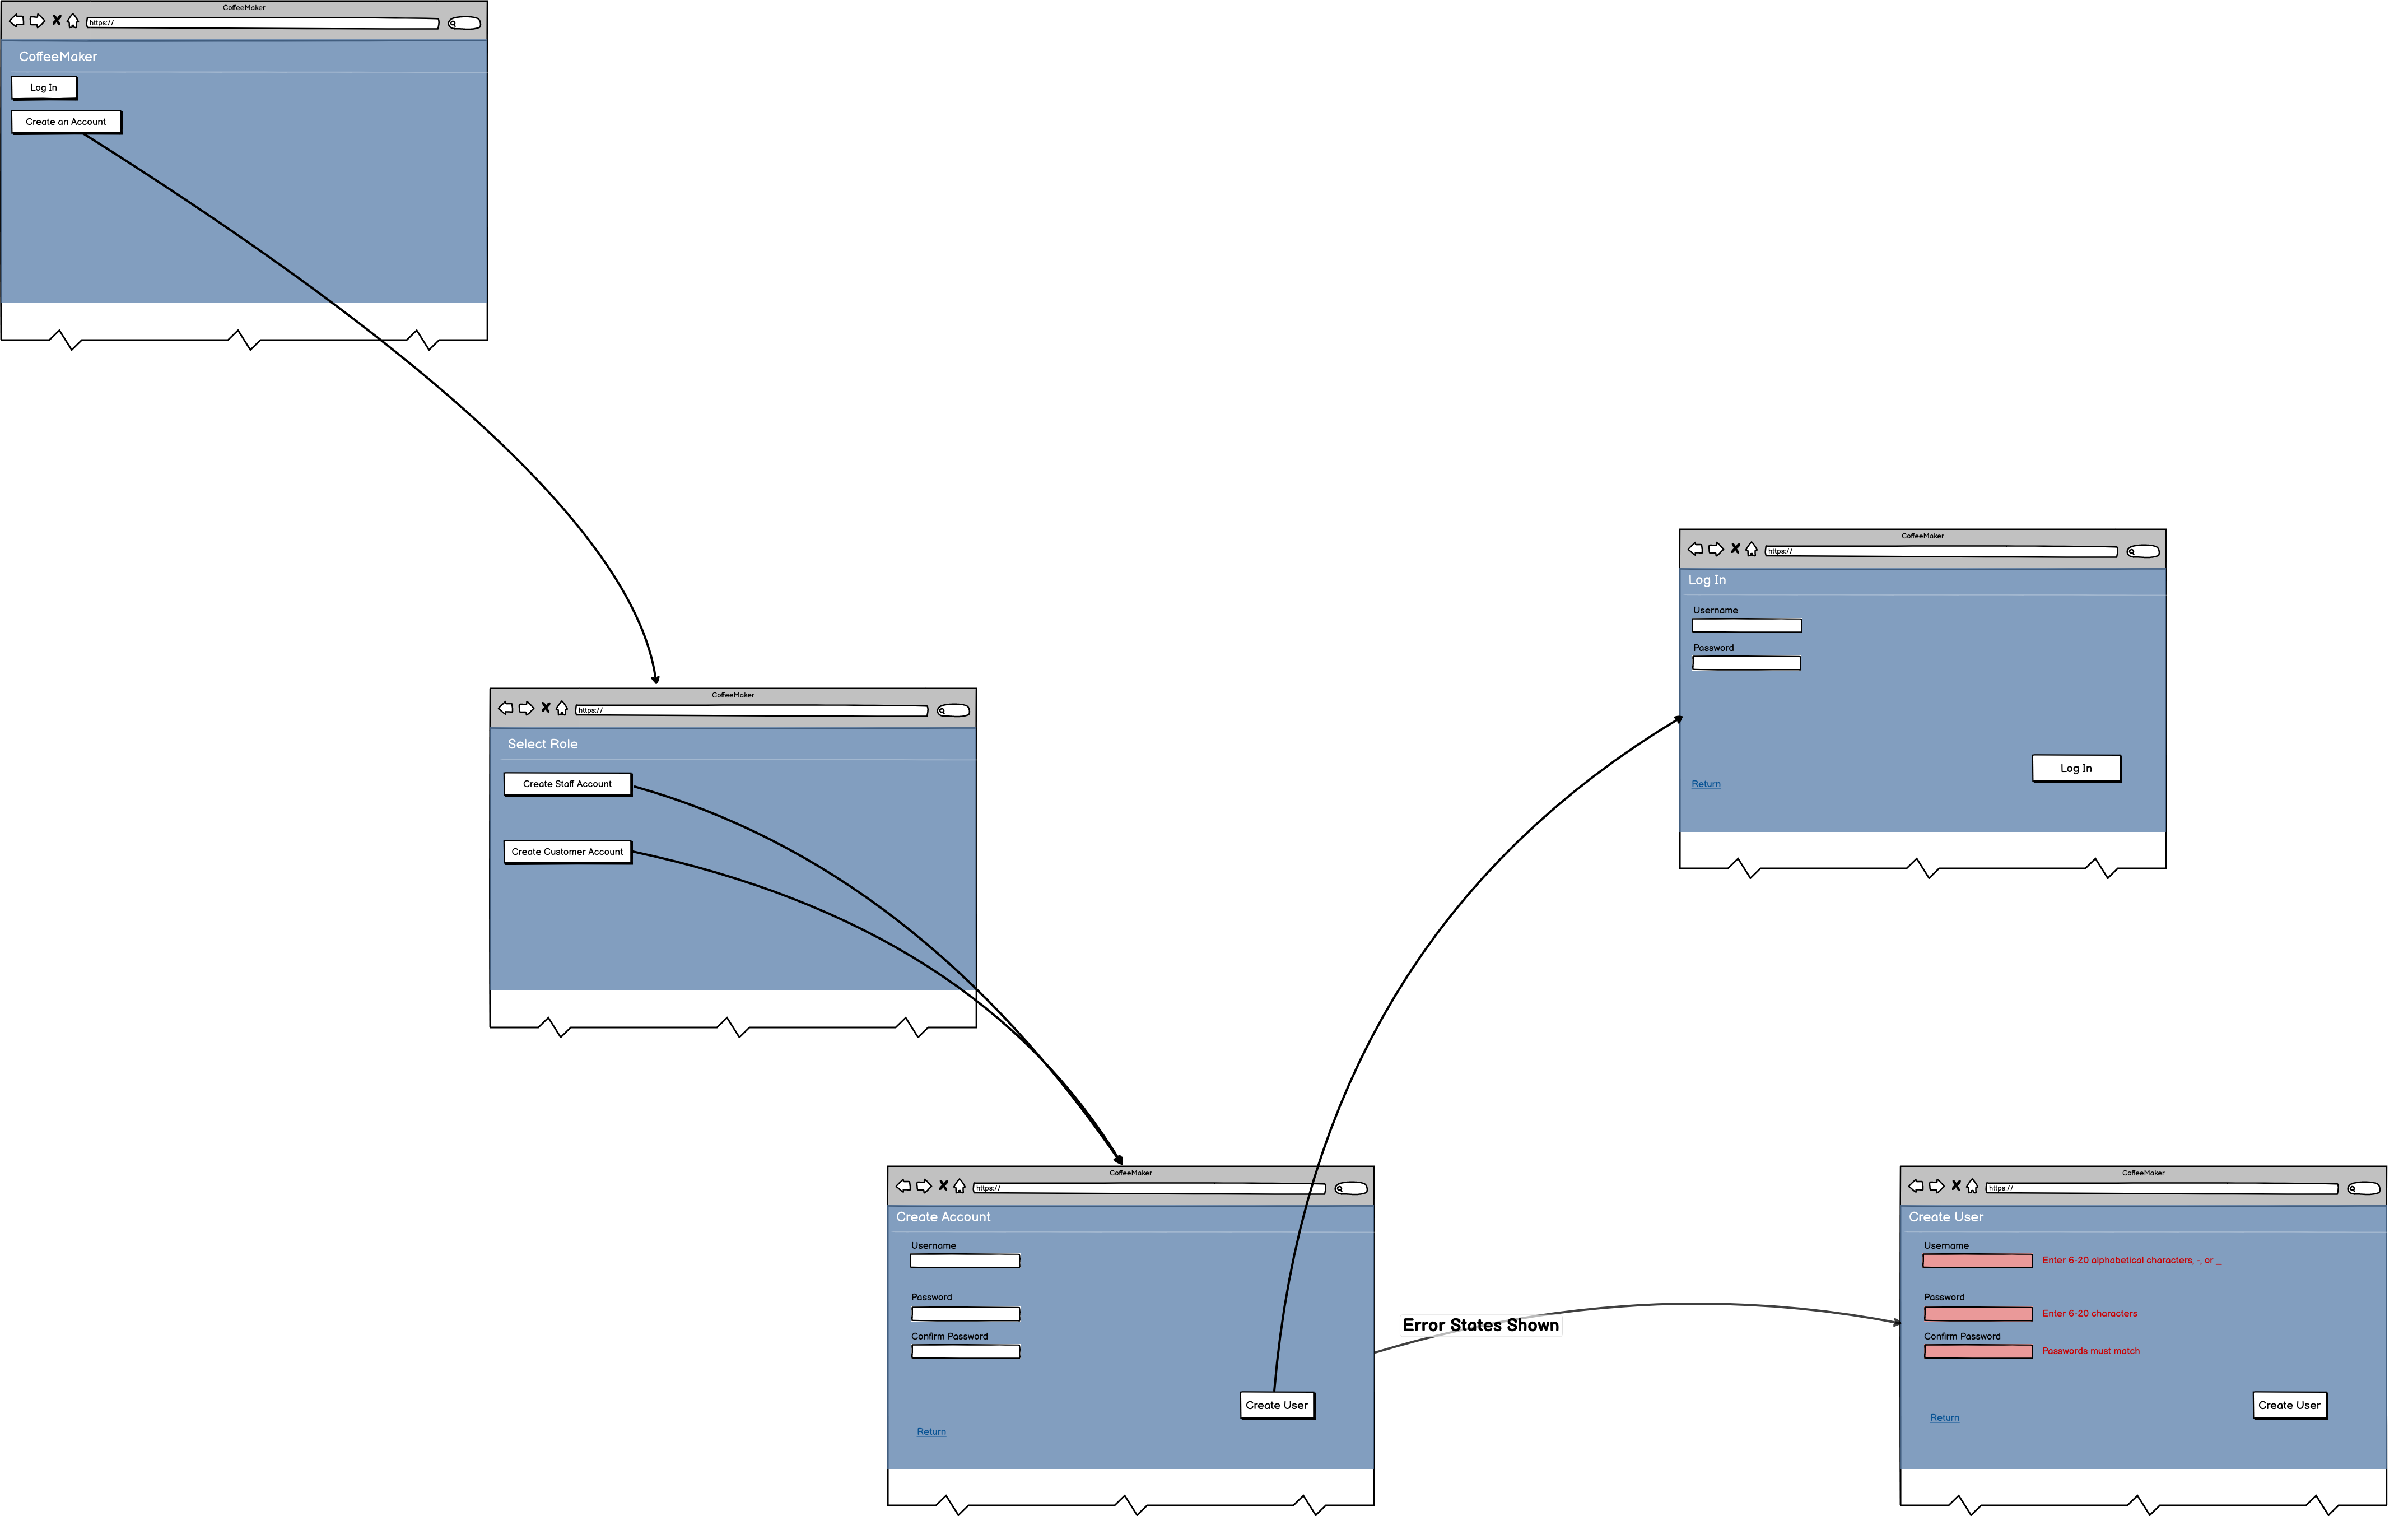 CoffeeMaker
https://
CoffeeMaker
Log In
Create an Account
CoffeeMaker
https://
Select Role
Create Staff Account
Create Customer Account
CoffeeMaker
https://
Log In
Username
Password
Log In
Return
CoffeeMaker
https://
Create Account
Username
Password
Confirm Password
Create User
Return
Error States Shown
CoffeeMaker
https://
Create User
Username
Enter 6-20 alphabetical characters, -, or _
Password
Enter 6-20 characters
Confirm Password
Passwords must match
Create User
Return